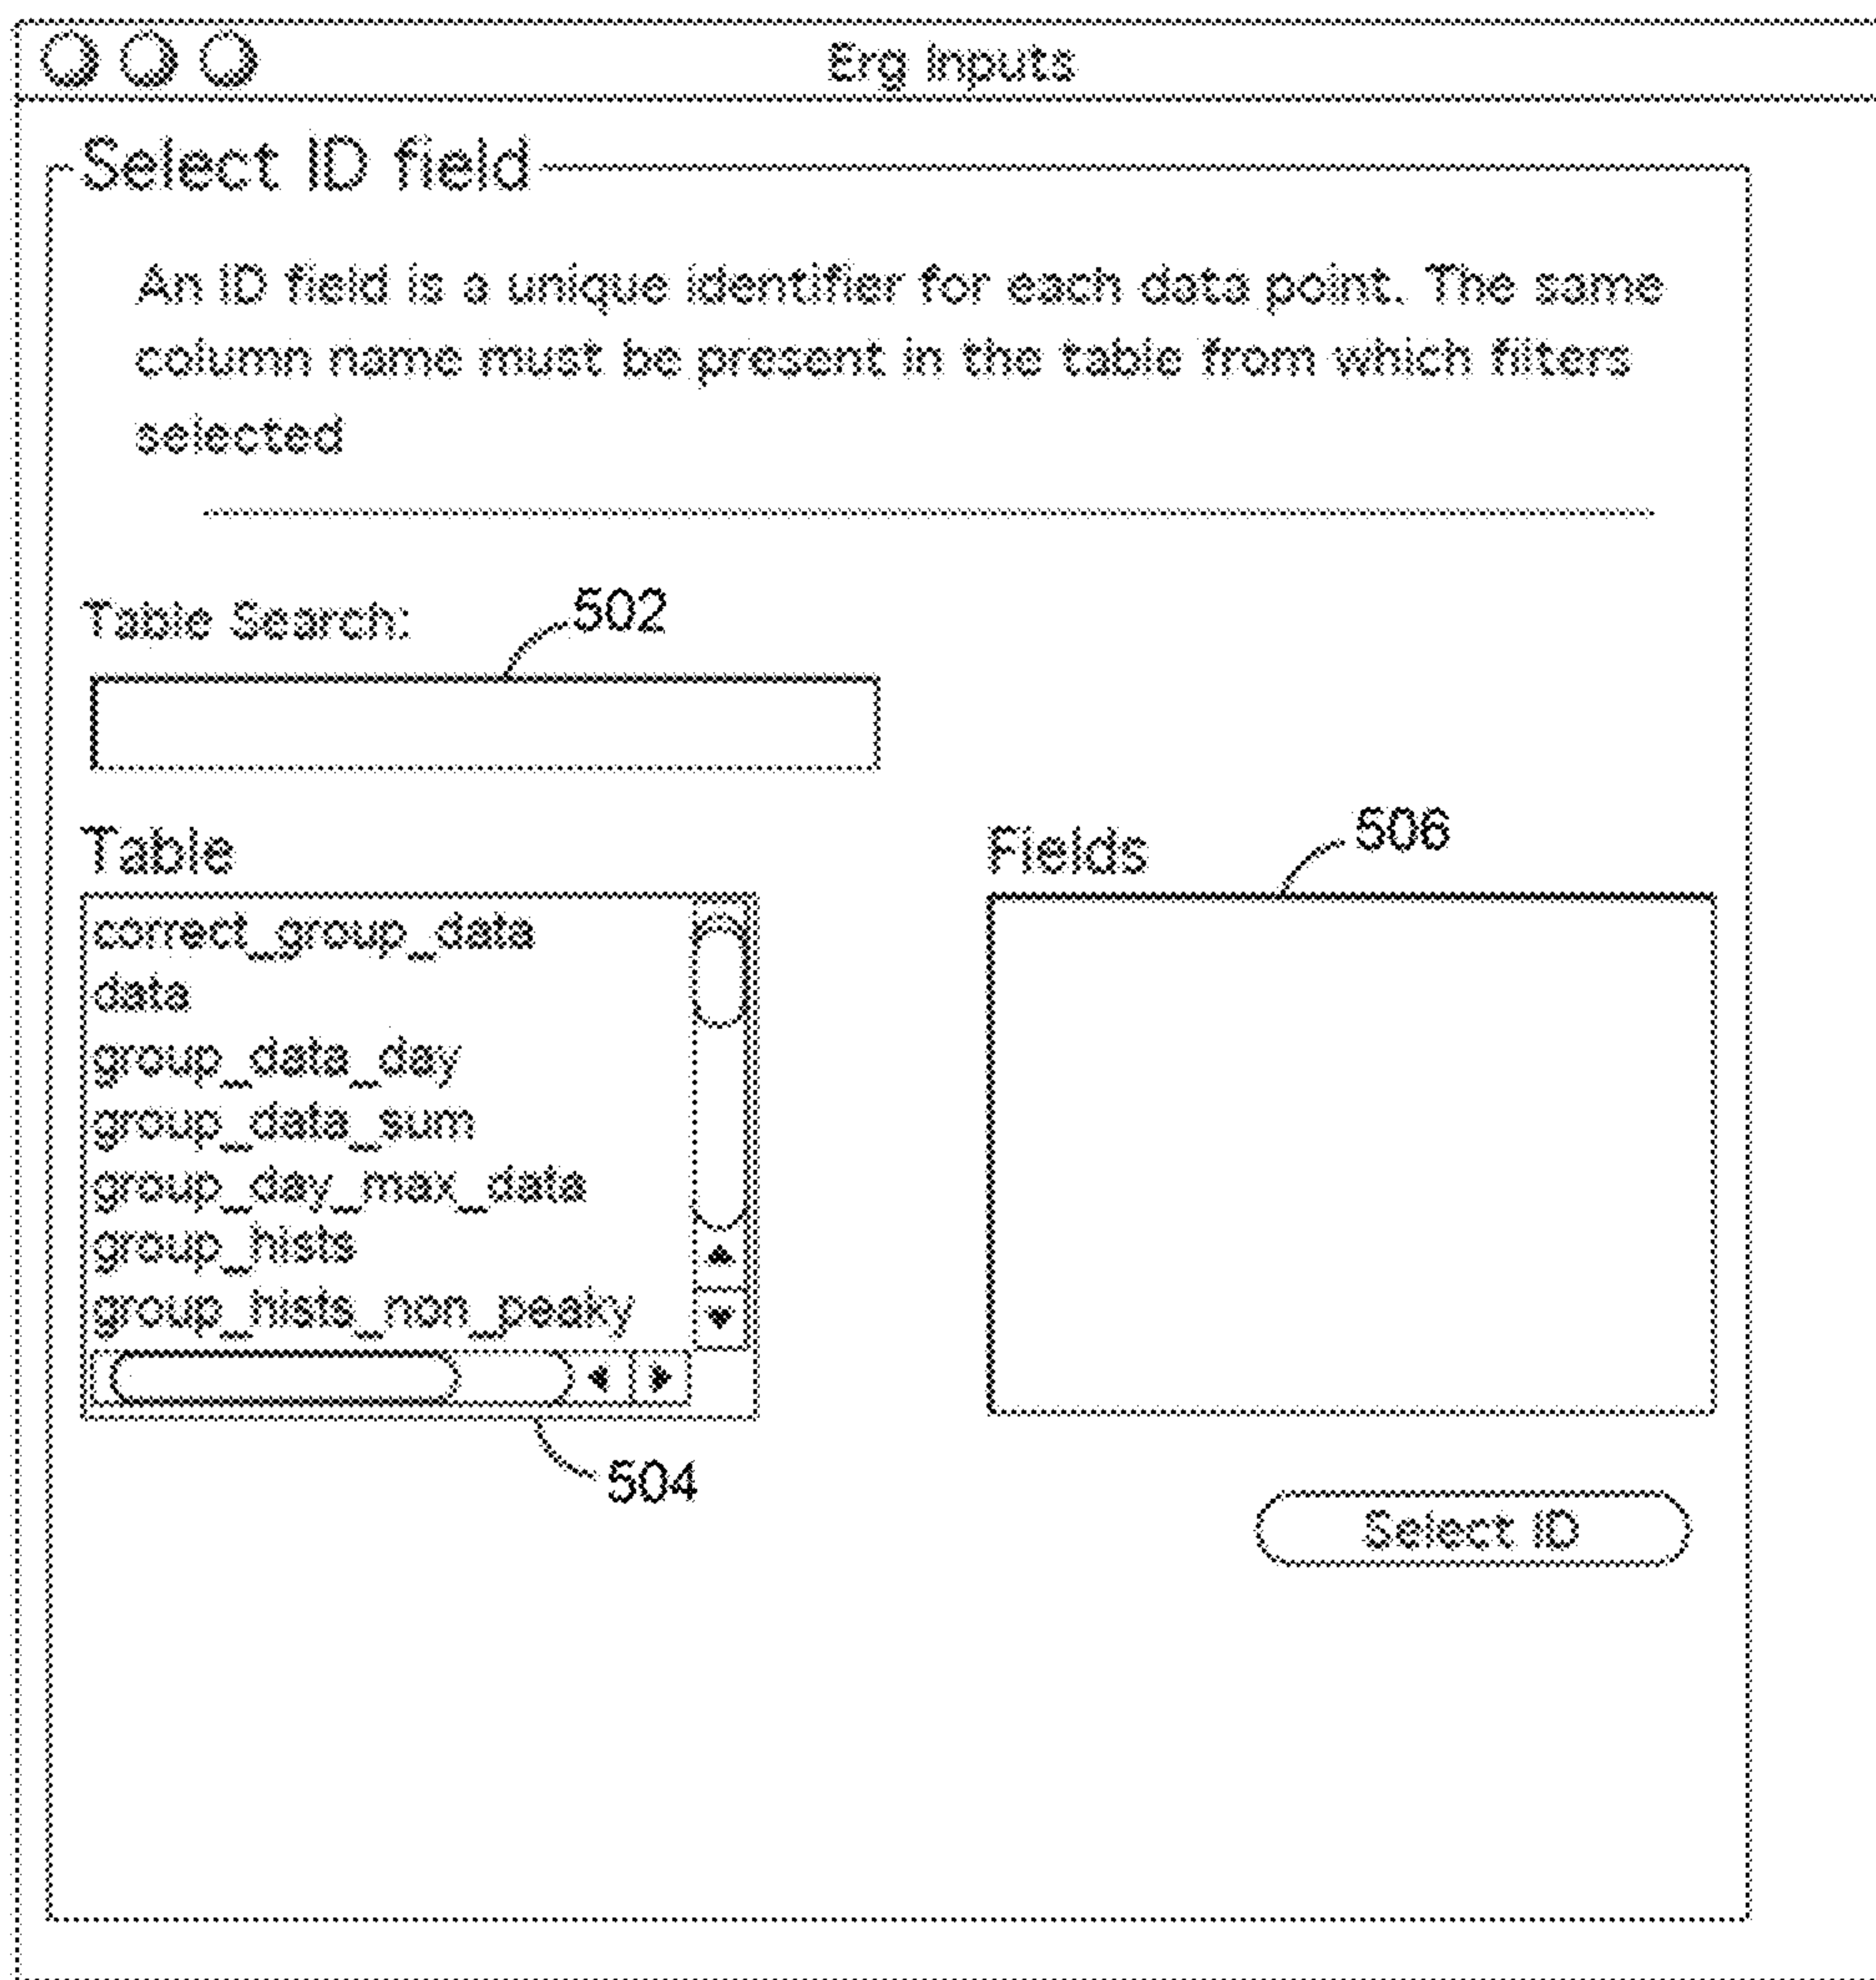 Erg Inputs
Select ID field
An ID field is a unique identifier for each data point. The same
column name must be present in the table from which filters
selected
Table Search:
502
Table
Fields
506
correct_group_data
data
group_data_day
group_data_sum
group_day_max_data
group_hists
group_hists_non_peaky
504
Select ID